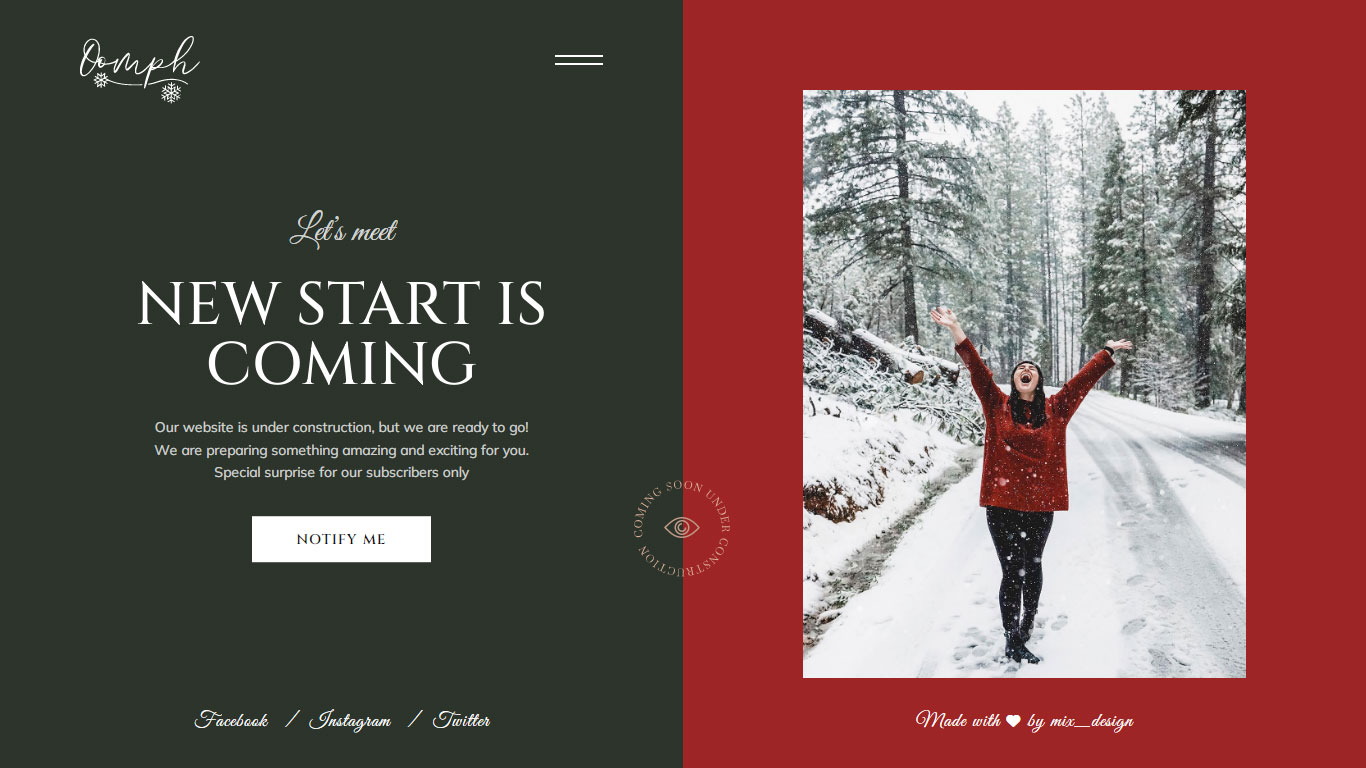 Oomph
Let's meet
NEW START IS
COMING
Our website is under construction, but we are ready to go!
We are preparing something amazing and exciting for you.
Special surprise for our subscribers only
NOTIFY ME
COMING SOON UNDER CONSTRUCTION
Facebook / Instagram / Twitter
Made with ♥ by mix_design